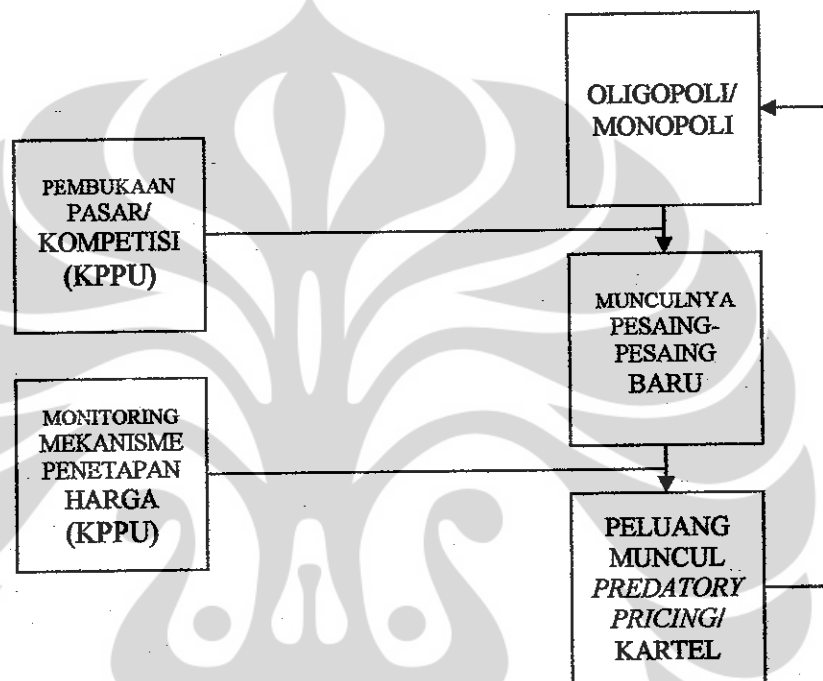 OLIGOPOLI/
MONOPOLI
PEMBUKAAN
PASAR/
KOMPETISI
(KPPU)
MUNCULNYA
PESAING-
PESAING
BARU
MONITORING
MEKANISME
PENETAPAN
HARGA
(KPPU)
PELUANG
MUNCUL
PREDATORY
PRICING/
KARTEL